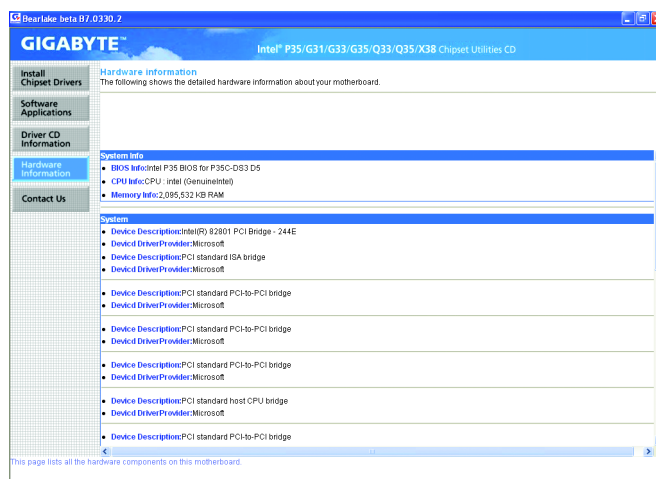 Bearlake beta B7.0330.2
GIGABYTE™
Intel® P35/G31/G33/G35/Q33/Q35/X38 Chipset Utilities CD
Install
Chipset Drivers
Software
Applications
Driver CD
Information
Hardware
Information
Contact Us
Hardware information
The following shows the detailed hardware information about your motherboard.
System Info
• BIOS Info:Intel P35 BIOS for P35C-DS3 D5
• CPU Info:CPU : intel (GenuineIntel)
• Memory Info:2,095,532 KB RAM
System
• Device Description:Intel(R) 82801 PCI Bridge - 244E
• Devicd DriverProvider:Microsoft
• Device Description:PCI standard ISA bridge
• Devicd DriverProvider:Microsoft
• Device Description:PCI standard PCI-to-PCI bridge
• Devicd DriverProvider:Microsoft
• Device Description:PCI standard PCI-to-PCI bridge
• Devicd DriverProvider:Microsoft
• Device Description:PCI standard PCI-to-PCI bridge
• Devicd DriverProvider:Microsoft
• Device Description:PCI standard host CPU bridge
• Devicd DriverProvider:Microsoft
• Device Description:PCI standard PCI-to-PCI bridge
This page lists all the hardware components on this motherboard.